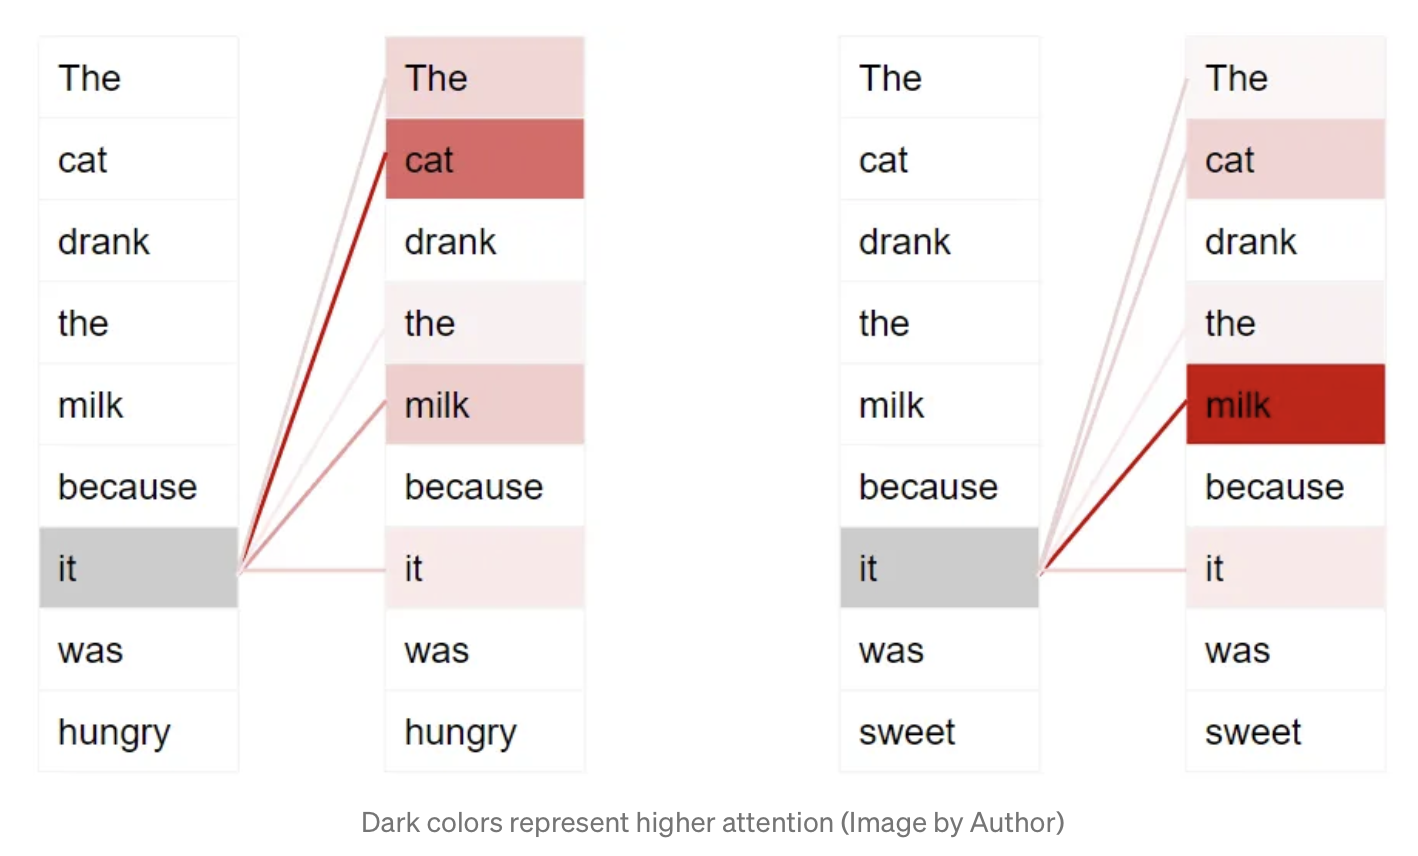 The
cat
drank
the
milk
because
it
was
hungry
The
cat
drank
the
milk
because
it
was
hungry
The
cat
drank
the
milk
because
it
was
sweet
The
cat
drank
the
milk
because
it
was
sweet
Dark colors represent higher attention (Image by Author)